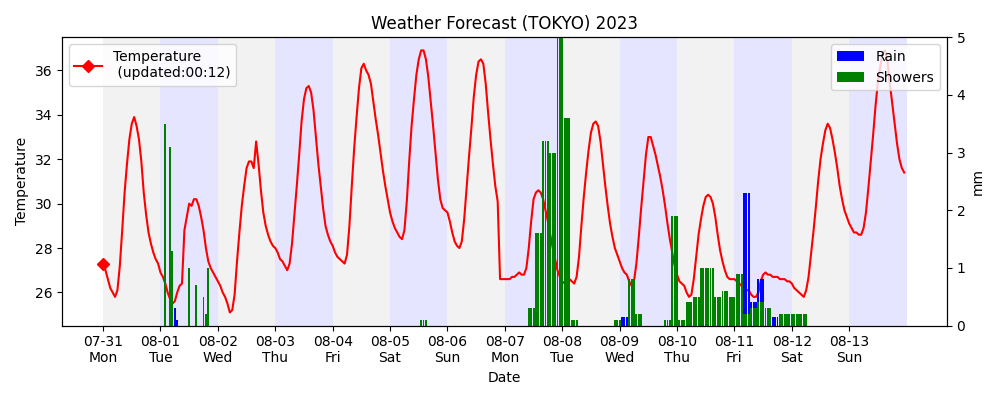 Weather Forecast (TOKYO) 2023
Temperature
(updated:00:12)
Rain
Showers
Temperature
36
34
32
30
28
26
5
4
3
2
1
0
mm
07-31 08-01 08-02 08-03 08-04 08-05 08-06 08-07 08-08 08-09 08-10 08-11 08-12 08-13
Mon Tue Wed Thu Fri Sat Sun Mon Tue Wed Thu Fri Sat Sun
Date